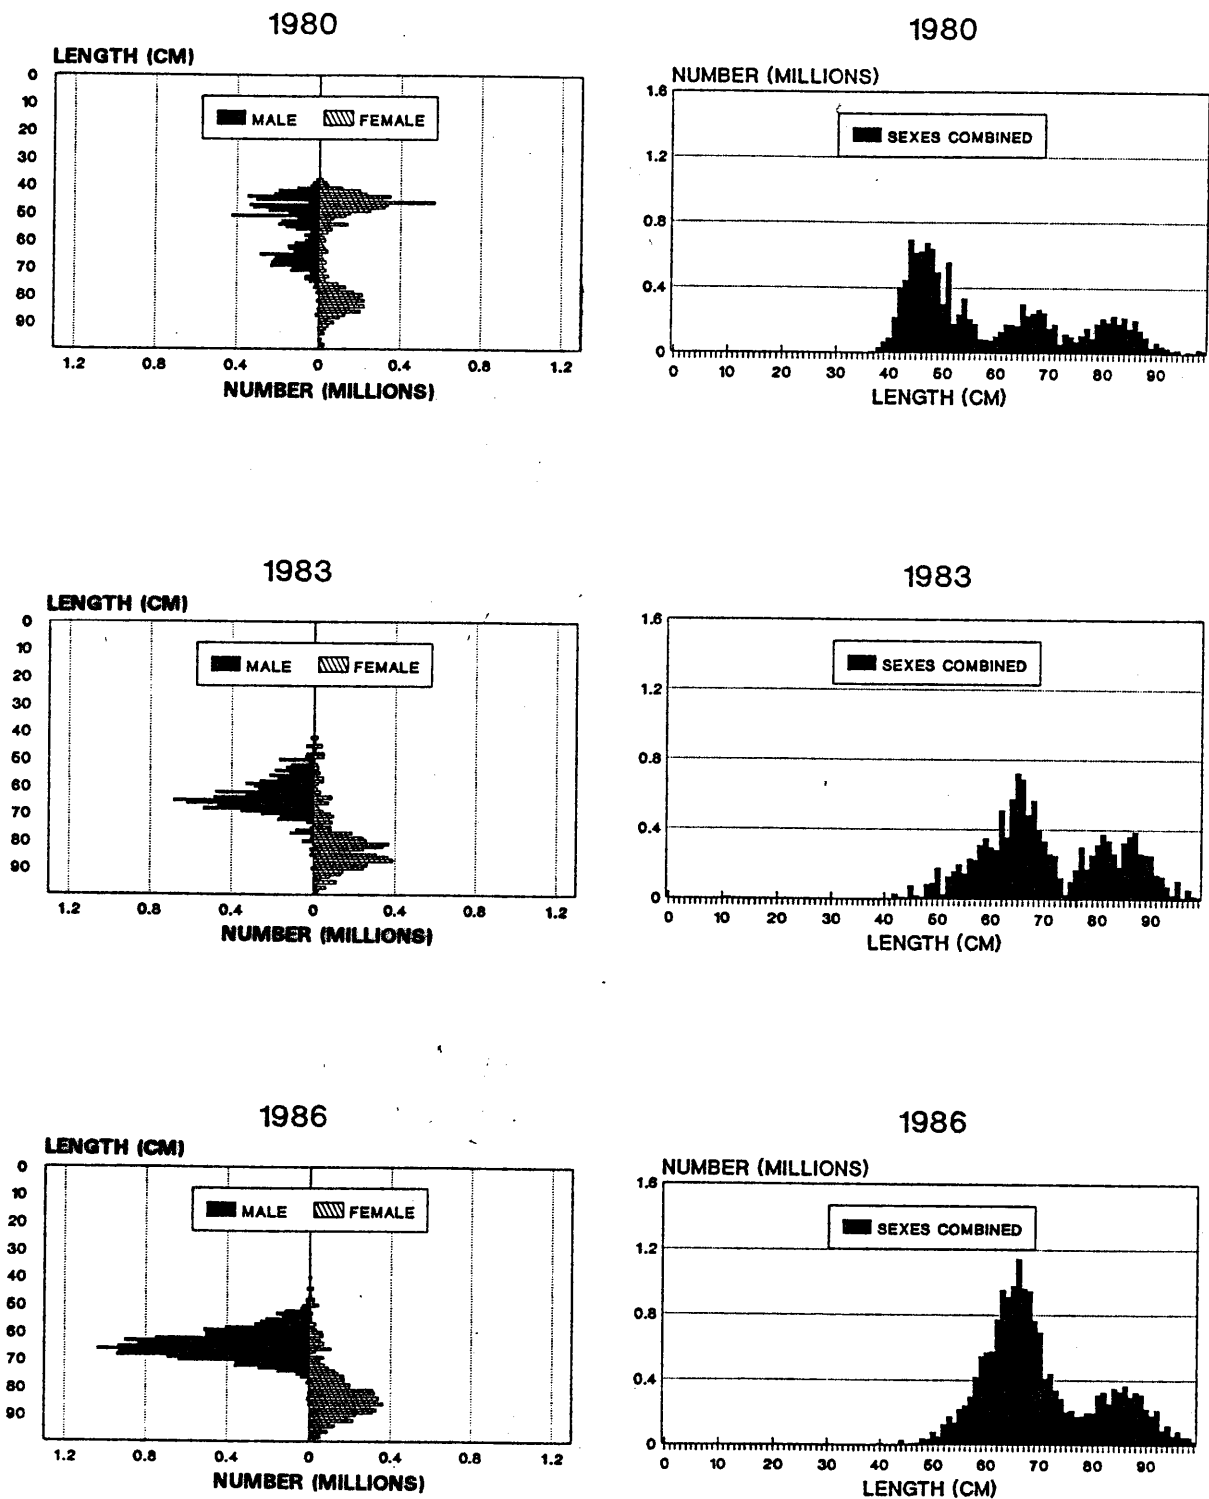 1980
LENGTH (CM)
MALE FEMALE
0
10
20
30
40
50
60
70
80
90
1.2 0.8 0.4 0 0.4 0.8 1.2
NUMBER (MILLIONS)
1980
NUMBER (MILLIONS)
SEXES COMBINED
1.6
1.2
0.8
0.4
0
0 10 20 30 40 50 60 70 80 90
LENGTH (CM)
1983
LENGTH (CM)
MALE FEMALE
0
10
20
30
40
50
60
70
80
90
1.2 0.8 0.4 0 0.4 0.8 1.2
NUMBER (MILLIONS)
1983
SEXES COMBINED
1.6
1.2
0.8
0.4
0
0 10 20 30 40 50 60 70 80 90
LENGTH (CM)
1986
LENGTH (CM)
MALE FEMALE
0
10
20
30
40
50
60
70
80
90
1.2 0.8 0.4 0 0.4 0.8 1.2
NUMBER (MILLIONS)
1986
NUMBER (MILLIONS)
SEXES COMBINED
1.6
1.2
0.8
0.4
0
0 10 20 30 40 50 60 70 80 90
LENGTH (CM)